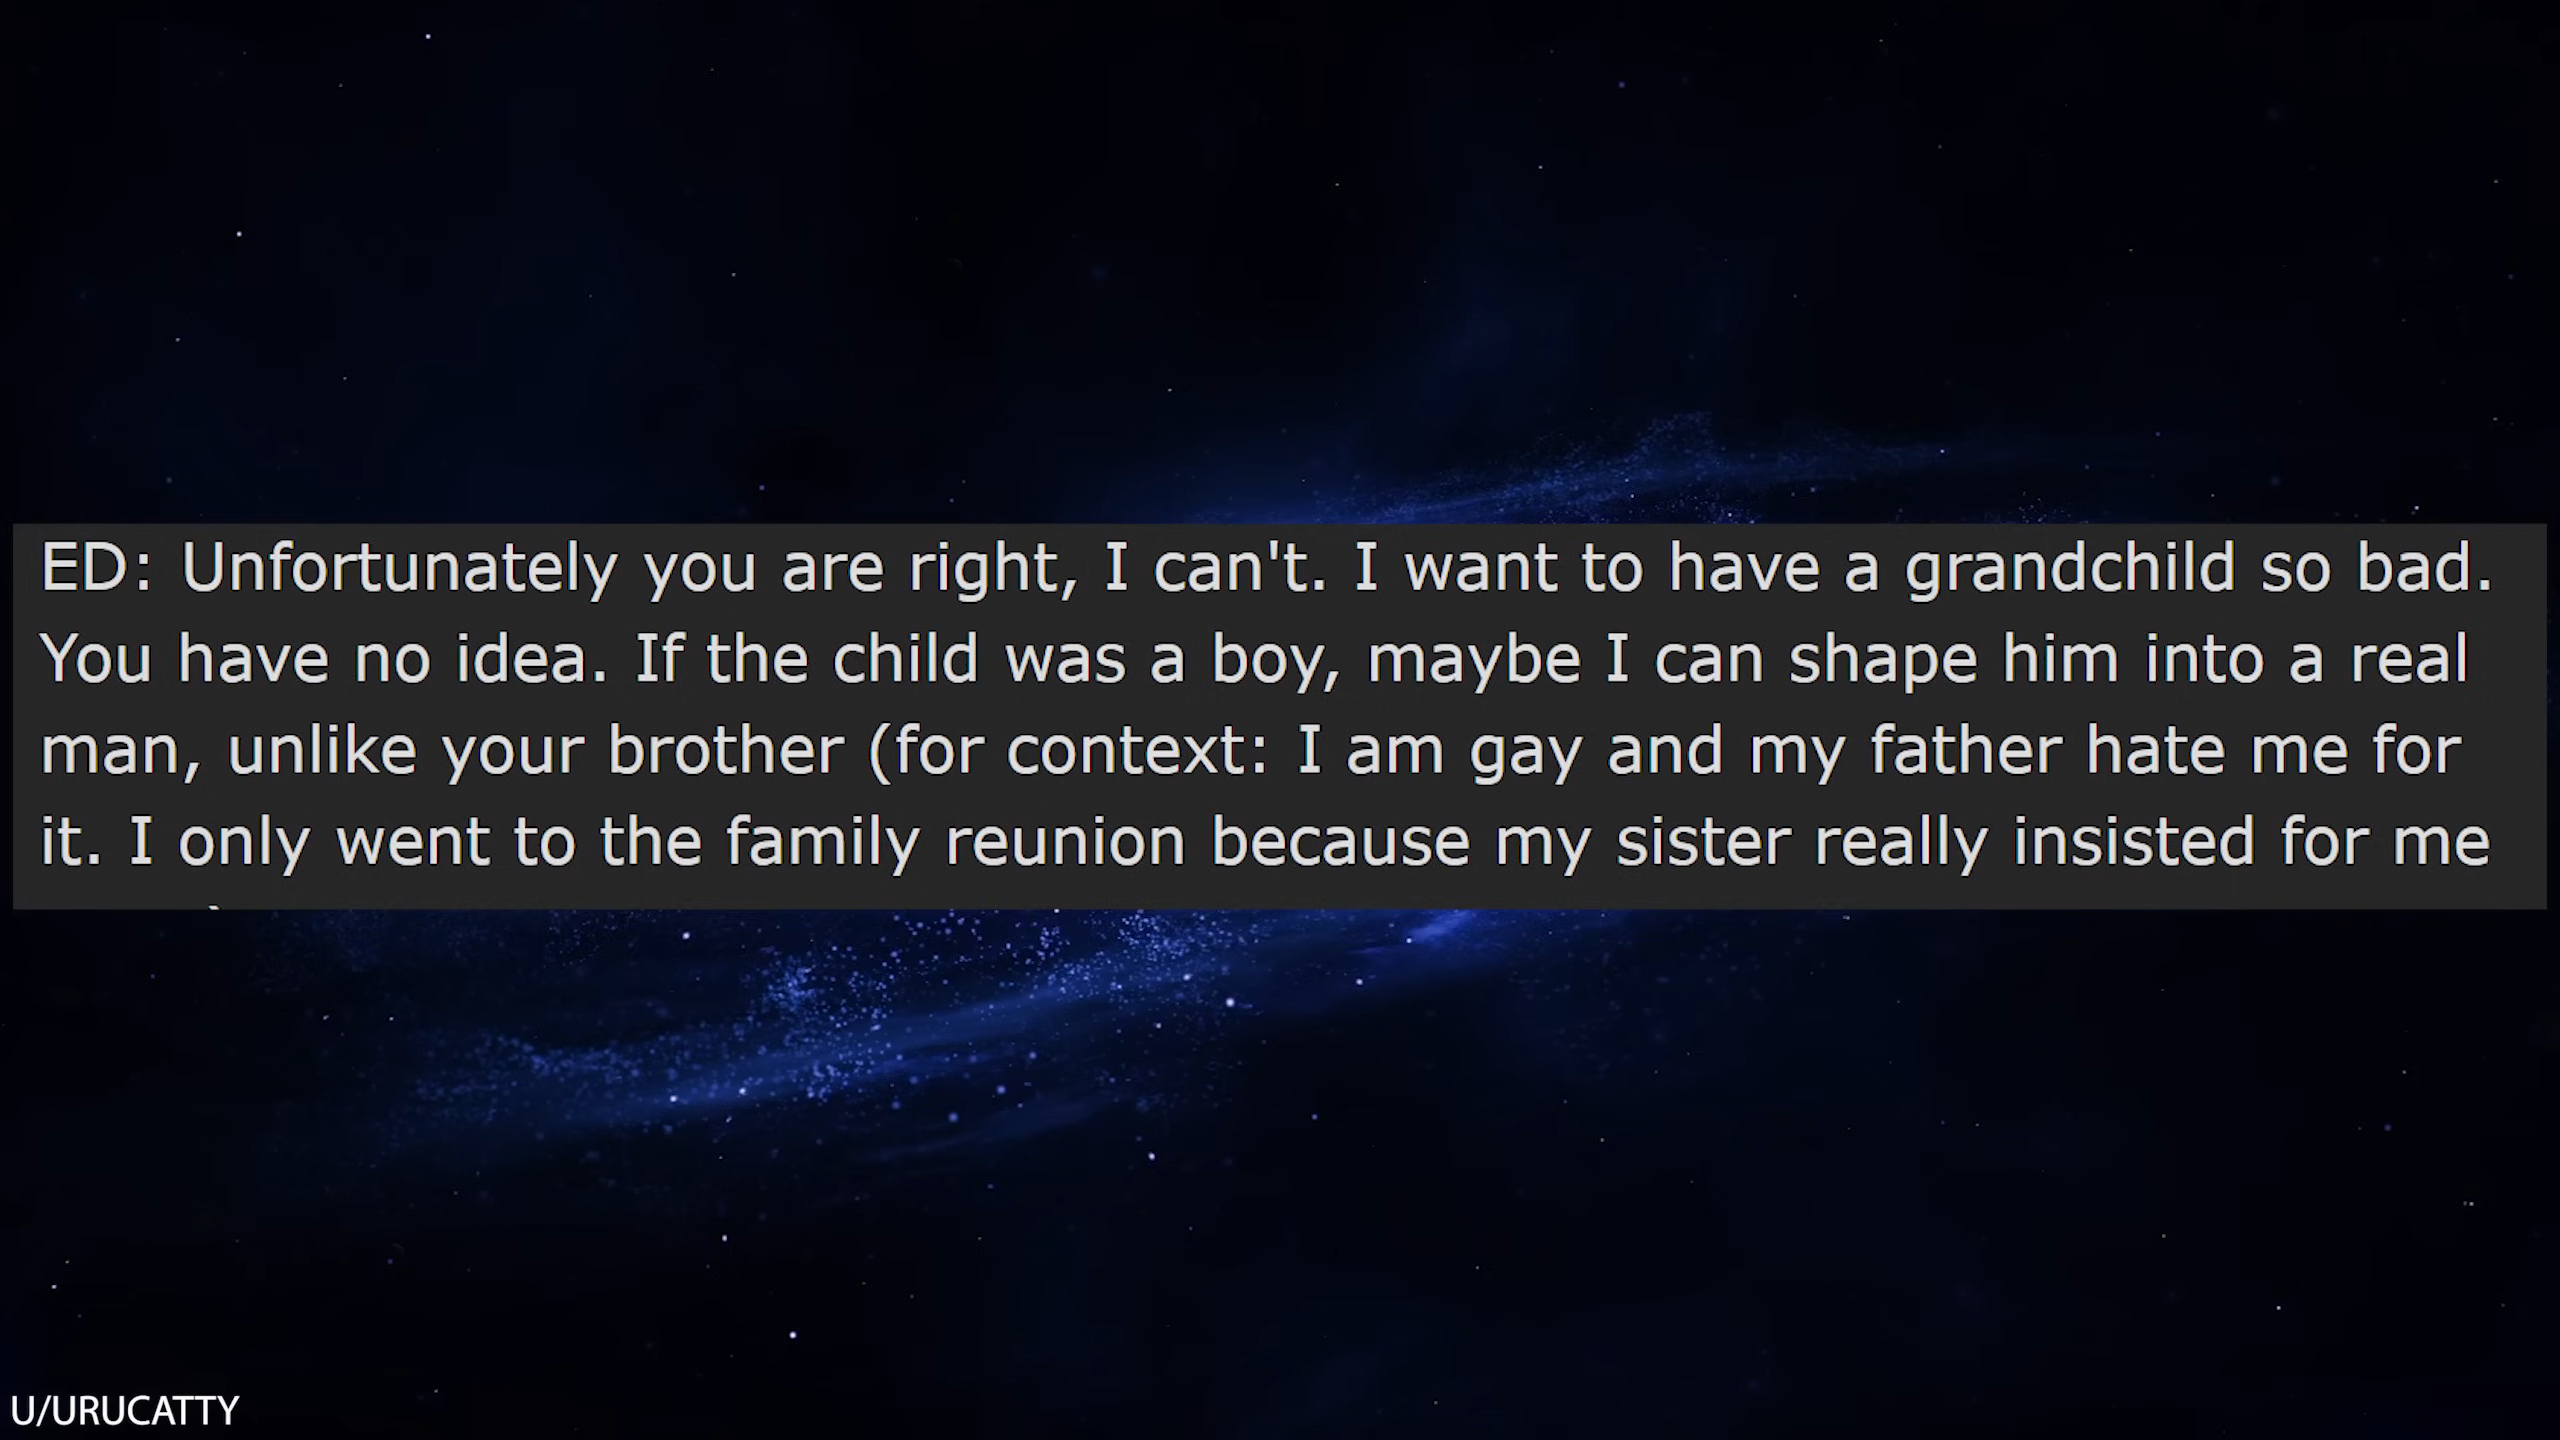 ED: Unfortunately you are right, I can't. I want to have a grandchild so bad.
You have no idea. If the child was a boy, maybe I can shape him into a real
man, unlike your brother (for context: I am gay and my father hate me for
it. I only went to the family reunion because my sister really insisted for me
U/URUCATTY